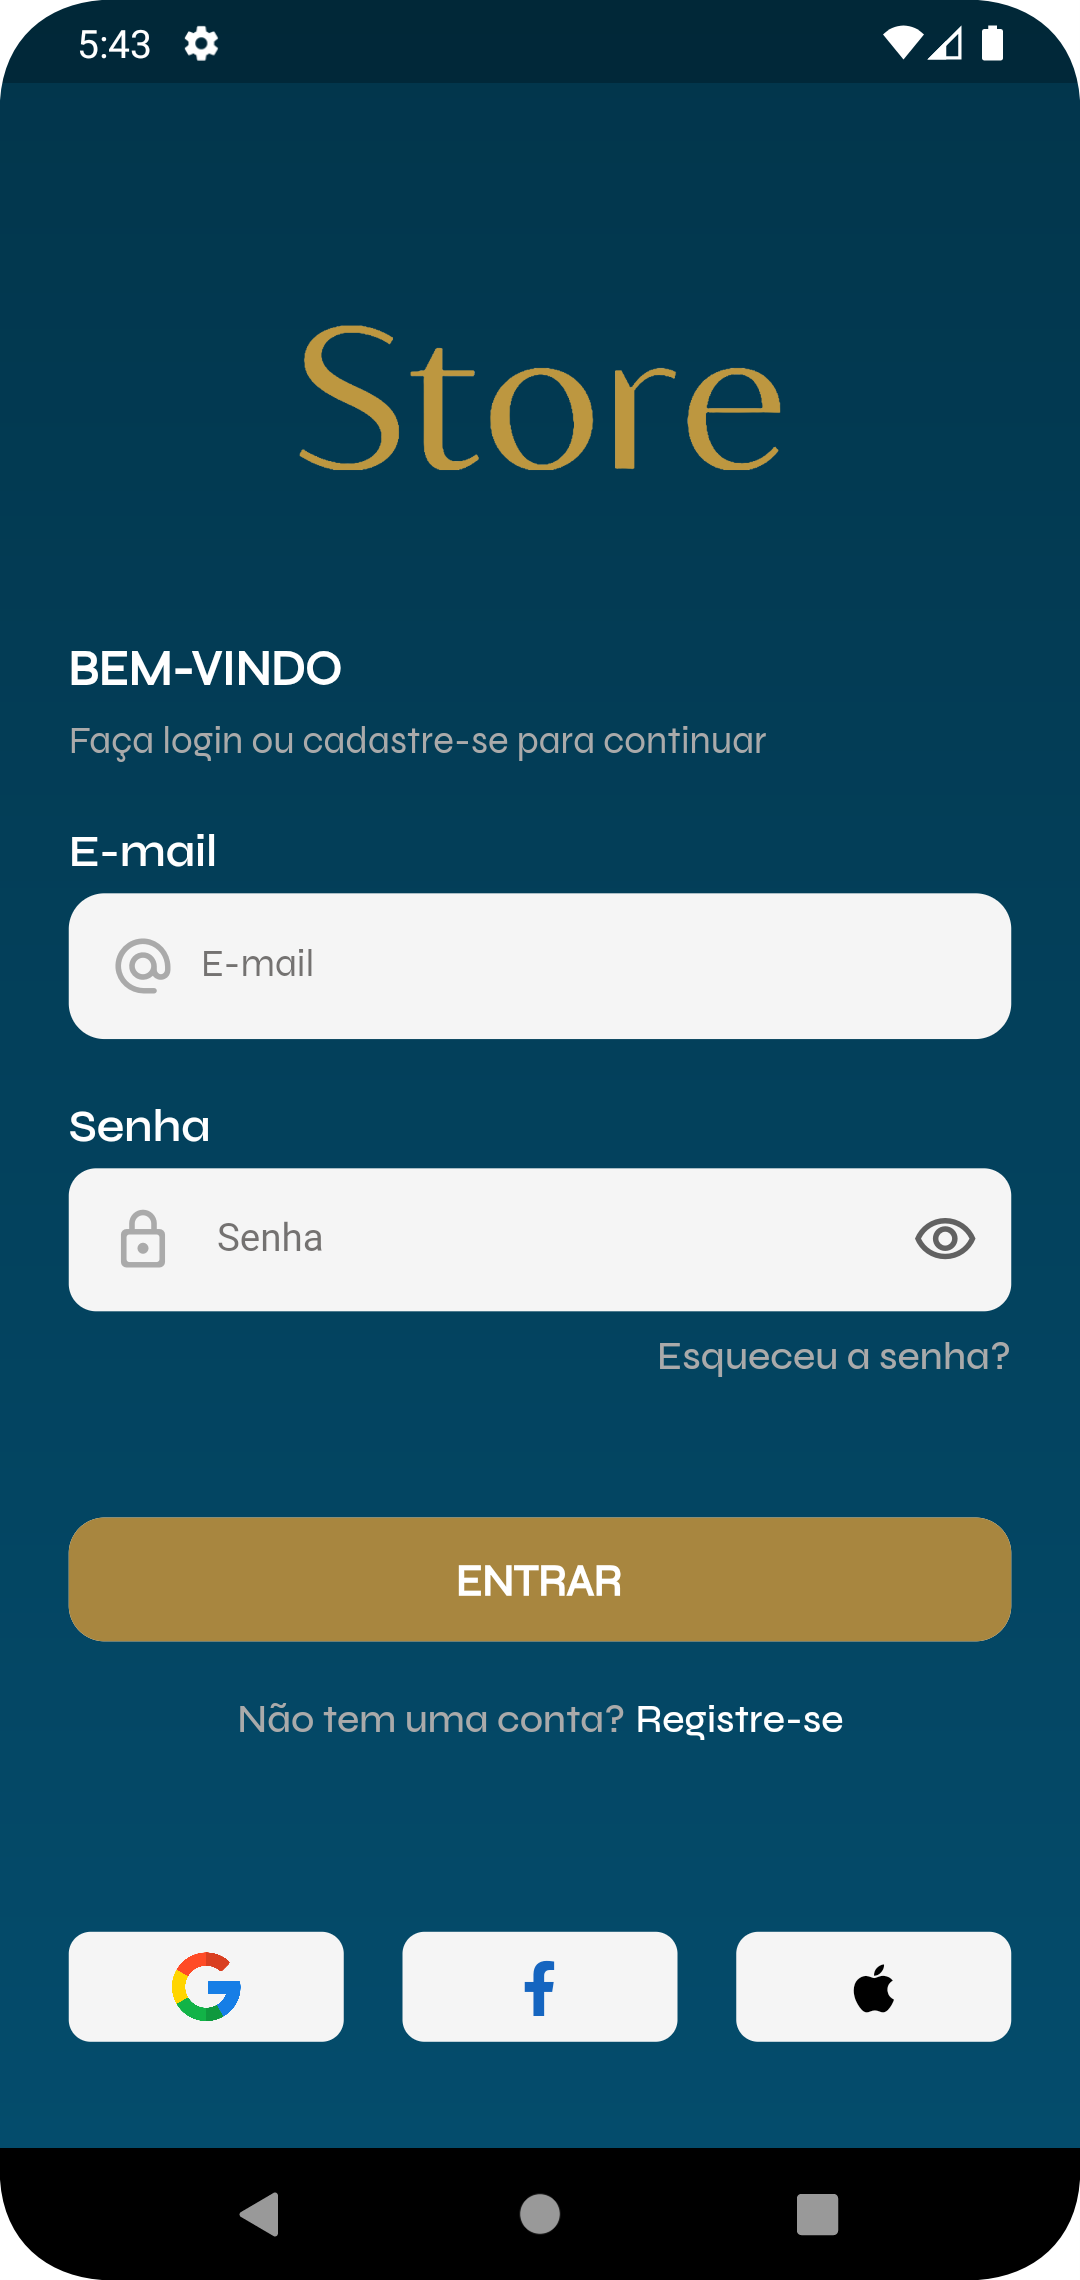 5:43
Store
BEM-VINDO
Faça login ou cadastre-se para continuar
E-mail
E-mail
Senha
Senha
Esqueceu a senha?
ENTRAR
Não tem uma conta? Registre-se